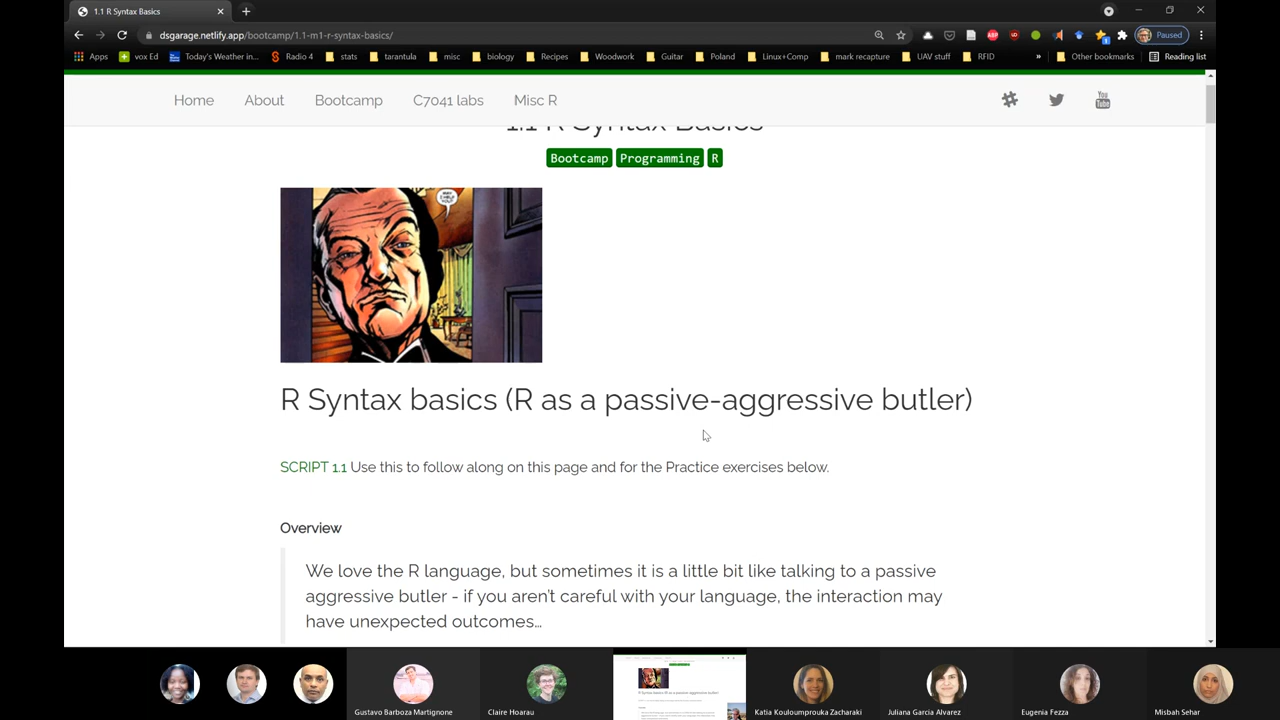 1.1 R Syntax Basics
dsgarage.netlify.app/bootcamp/1.1-m1-r-syntax-basics/
Paused
Apps
vox Ed
Today's Weather in...
Radio 4
stats
tarantula
misc
biology
Recipes
Woodwork
Guitar
Poland
Linux+Comp
mark recapture
UAV stuff
RFID
»
Other bookmarks
Reading list
Home
About
Bootcamp
C7041 labs
Misc R
You Tube
1.1 R Syntax Basics
Bootcamp Programming R
R Syntax basics (R as a passive-aggressive butler)
SCRIPT 1.1 Use this to follow along on this page and for the Practice exercises below.
Overview
We love the R language, but sometimes it is a little bit like talking to a passive
aggressive butler - if you aren't careful with your language, the interaction may
have unexpected outcomes...
Claire Hoarau
Katia Kouloumprouka Zacharaki
Juliana Garcia Alvarez
Eugenia Fezza
Misbah Sehar